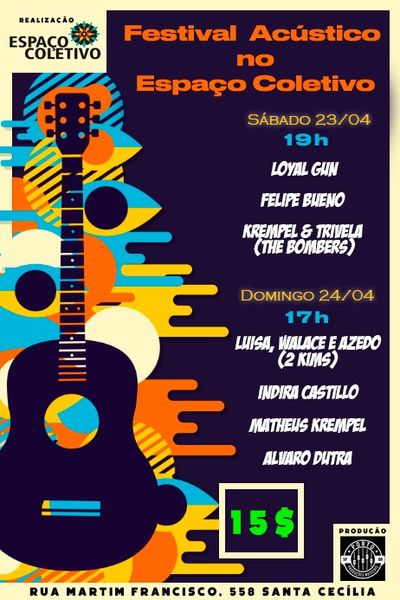 REALIZAÇÃO
ESPAÇO
COLETIVO
Festival Acústico
no
Espaço Coletivo
SÁBADO 23/04
19h
LOYAL GUN
FELIPE BUENO
KREMPEL & TRIVELA
(THE BOMBERS)
DOMINGO 24/04
17h
LUISA, WALACE E AZEDO
(2 KIMS)
INDIRA CASTILLO
MATHEUS KREMPEL
ALVARO DUTRA
15$
PRODUÇÃO
PORTO
RUA MARTIM FRANCISCO, 558 SANTA CECÍLIA